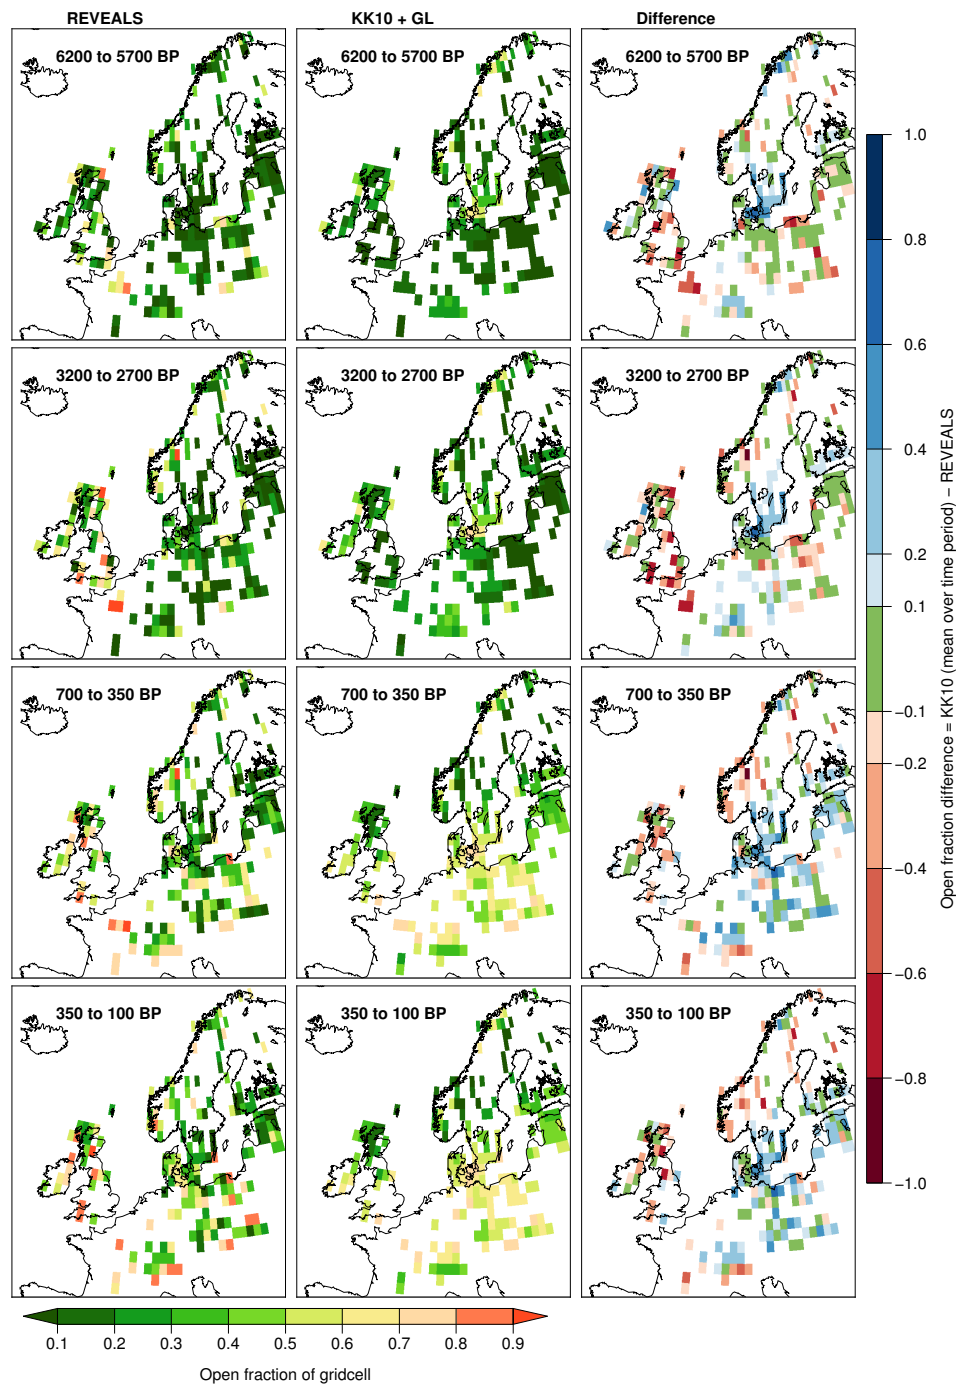 REVEALS KK10 + GL Difference
6200 to 5700 BP 6200 to 5700 BP 6200 to 5700 BP
3200 to 2700 BP 3200 to 2700 BP 3200 to 2700 BP
700 to 350 BP 700 to 350 BP 700 to 350 BP
350 to 100 BP 350 to 100 BP 350 to 100 BP
1.0
0.8
0.6
0.4
0.2
0.1
−0.1
−0.2
−0.4
−0.6
−0.8
−1.0
Open fraction difference = KK10 (mean over time period) − REVEALS
0.1 0.2 0.3 0.4 0.5 0.6 0.7 0.8 0.9
Open fraction of gridcell